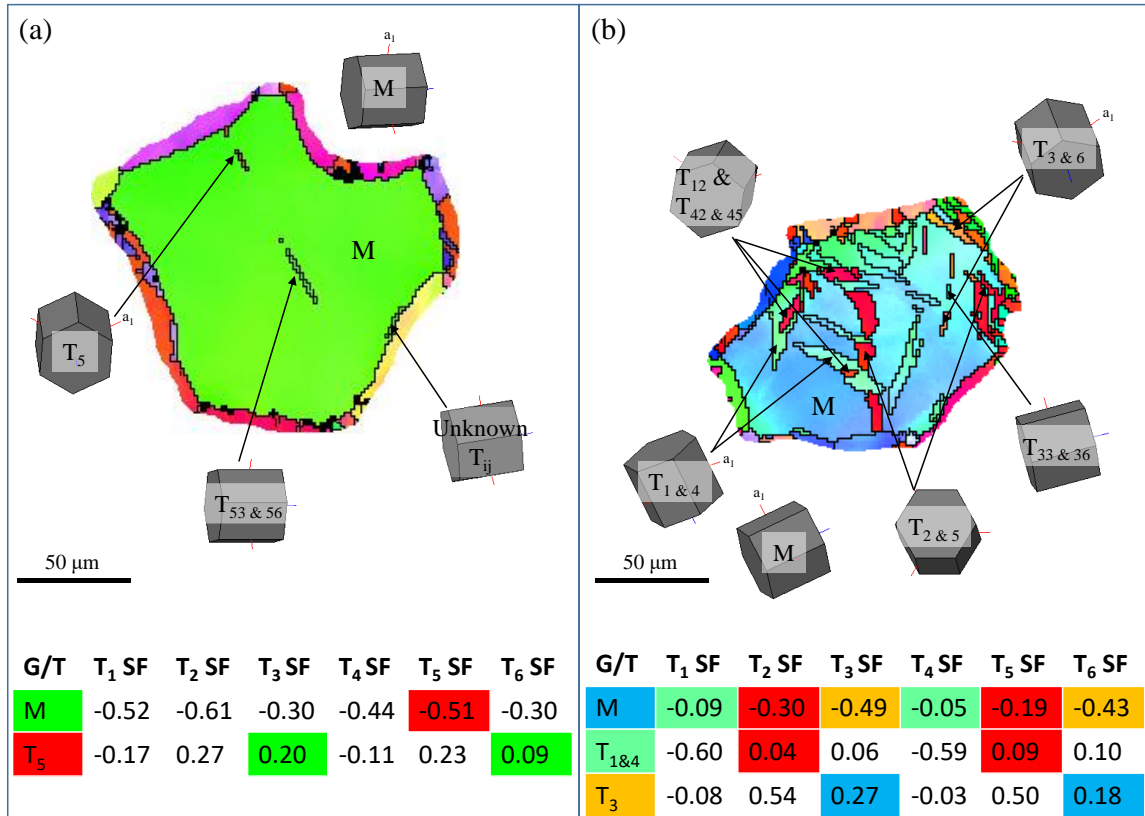 (a)
a1
M
M
T5
a1
T53 & 56
Unknown
Tij
50 μm
G/T T1 SF T2 SF T3 SF T4 SF T5 SF T6 SF
M -0.52 -0.61 -0.30 -0.44 -0.51 -0.30
T5 -0.17 0.27 0.20 -0.11 0.23 0.09
(b)
a1
T3 & 6
T12 &
T42 & 45
M
T33 & 36
T1 & 4
a1
a1
M
T2 & 5
50 μm
G/T T1 SF T2 SF T3 SF T4 SF T5 SF T6 SF
M -0.09 -0.30 -0.49 -0.05 -0.19 -0.43
T1&4 -0.60 0.04 0.06 -0.59 0.09 0.10
T3 -0.08 0.54 0.27 -0.03 0.50 0.18